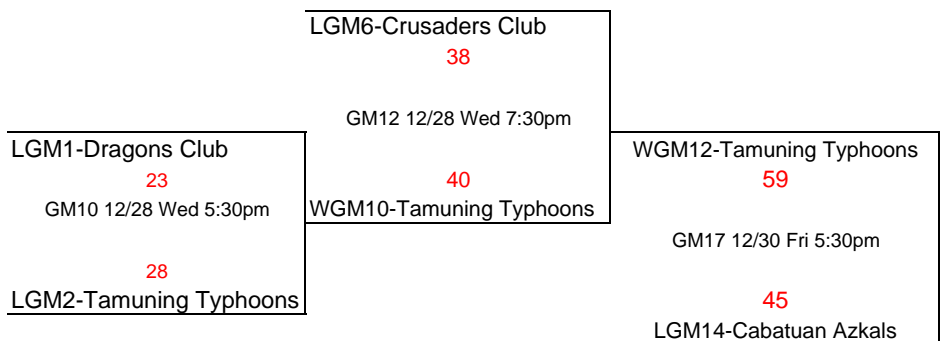 LGM6-Crusaders Club
38
GM12 12/28 Wed 7:30pm
40
WGM10-Tamuning Typhoons
LGM1-Dragons Club
23
GM10 12/28 Wed 5:30pm
28
LGM2-Tamuning Typhoons
WGM12-Tamuning Typhoons
59
GM17 12/30 Fri 5:30pm
45
LGM14-Cabatuan Azkals